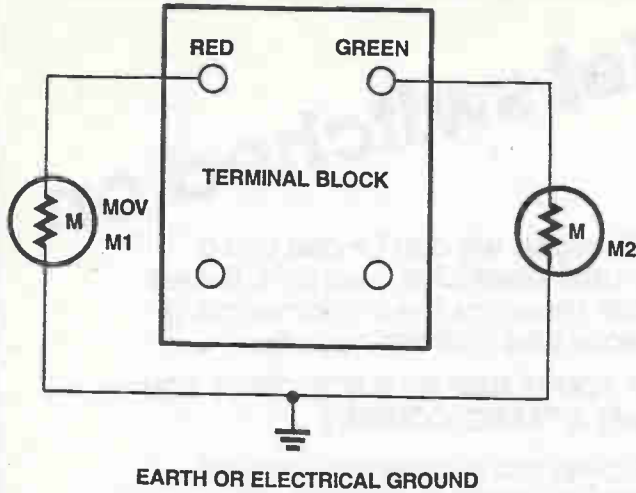 RED GREEN
TERMINAL BLOCK
M MOV
M1
M
M2
EARTH OR ELECTRICAL GROUND